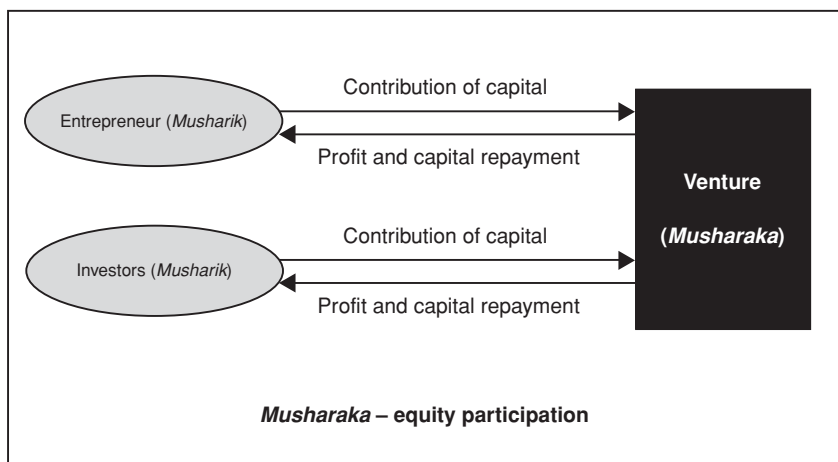 Contribution of capital
Entrepreneur (Musharik)
Profit and capital repayment
Venture
(Musharaka)
Contribution of capital
Investors (Musharik)
Profit and capital repayment
Musharaka – equity participation